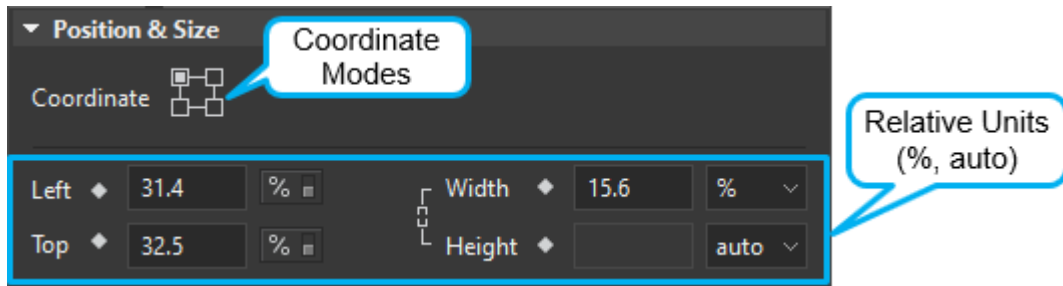 Position & Size
Coordinate
Modes
Coordinate
Relative Units
(%, auto)
Left 31.4 % Width 15.6 %
Top 32.5 % Height auto